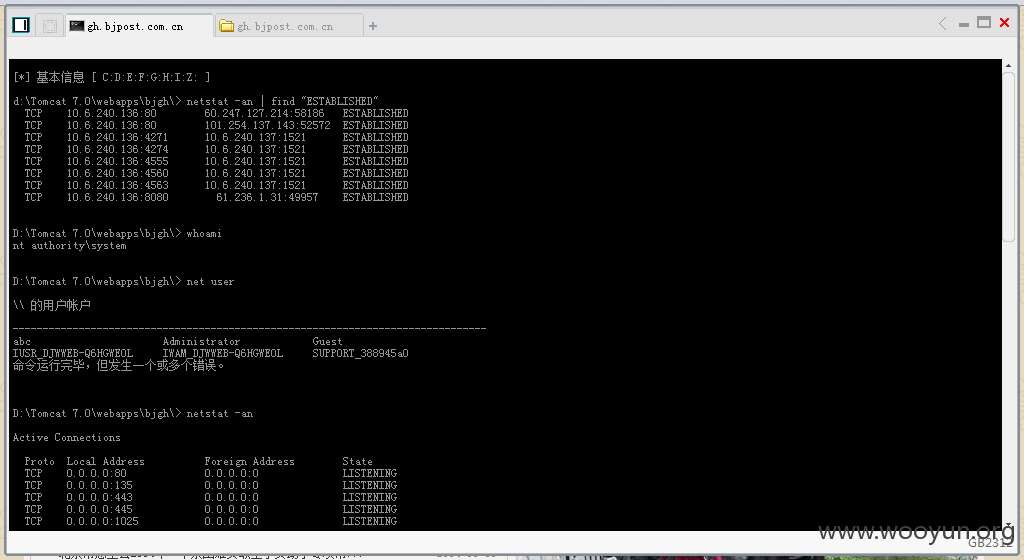 gh.bjpost.com.cn gh.bjpost.com.cn
[*] 基本信息 [ C:D:E:F:G:H:I:Z: ]
d:\Tomcat 7.0\webapps\bjgh\> netstat -an | find "ESTABLISHED"
TCP 10.6.240.136:80 60.247.127.214:58186 ESTABLISHED
TCP 10.6.240.136:80 101.254.137.143:52572 ESTABLISHED
TCP 10.6.240.136:4271 10.6.240.137:1521 ESTABLISHED
TCP 10.6.240.136:4274 10.6.240.137:1521 ESTABLISHED
TCP 10.6.240.136:4555 10.6.240.137:1521 ESTABLISHED
TCP 10.6.240.136:4560 10.6.240.137:1521 ESTABLISHED
TCP 10.6.240.136:4563 10.6.240.137:1521 ESTABLISHED
TCP 10.6.240.136:8080 61.236.1.31:49957 ESTABLISHED
D:\Tomcat 7.0\webapps\bjgh\> whoami
nt authority\system
D:\Tomcat 7.0\webapps\bjgh\> net user
\\ 的用户帐户
-------------------------------------------------------------------------------
abc Administrator Guest
IUSR_DJWWEB-Q6HGWEOL IWAM_DJWWEB-Q6HGWEOL SUPPORT_388945a0
命令运行完毕，但发生一个或多个错误。
D:\Tomcat 7.0\webapps\bjgh\> netstat -an
Active Connections
Proto Local Address Foreign Address State
TCP 0.0.0.0:80 0.0.0.0:0 LISTENING
TCP 0.0.0.0:135 0.0.0.0:0 LISTENING
TCP 0.0.0.0:443 0.0.0.0:0 LISTENING
TCP 0.0.0.0:445 0.0.0.0:0 LISTENING
TCP 0.0.0.0:1025 0.0.0.0:0 LISTENING
www.wooyun.org
GB2312